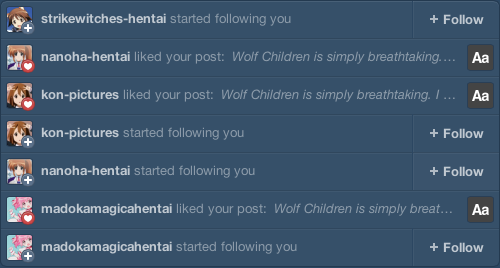 strikewitches-hentai started following you + Follow
nanoha-hentai liked your post: Wolf Children is simply breathtaking.... Aa
kon-pictures liked your post: Wolf Children is simply breathtaking. I ... Aa
kon-pictures started following you + Follow
nanoha-hentai started following you + Follow
madokamagicahentai liked your post: Wolf Children is simply breat... Aa
madokamagicahentai started following you + Follow